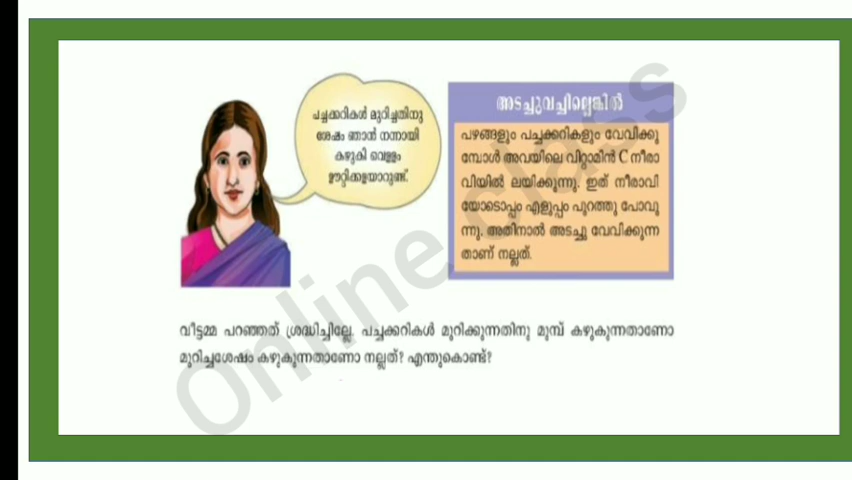 പച്ചക്കറികൾ മുറിച്ചതിനു
ശേഷം ഞാൻ നന്നായി
കഴുകി വെള്ളം
ഊറ്റിക്കളയാറുണ്ട്.
അടച്ചുവച്ചില്ലെങ്കിൽ
പഴങ്ങളും പച്ചക്കറികളും വേവിക്കു
മ്പോൾ അവയിലെ വിറ്റാമിൻ C നീരാ
വിയിൽ ലയിക്കുന്നു. ഇത് നീരാവി
യോടൊപ്പം എളുപ്പം പുറത്തു പോവു
ന്നു. അതിനാൽ അടച്ചു വേവിക്കുന്ന
താണ് നല്ലത്.
വീട്ടമ്മ പറഞ്ഞത് ശ്രദ്ധിച്ചില്ലേ. പച്ചക്കറികൾ മുറിക്കുന്നതിനു മുമ്പ് കഴുകുന്നതാണോ
മുറിച്ചശേഷം കഴുകുന്നതാണോ നല്ലത്? എന്തുകൊണ്ട്?
Online class